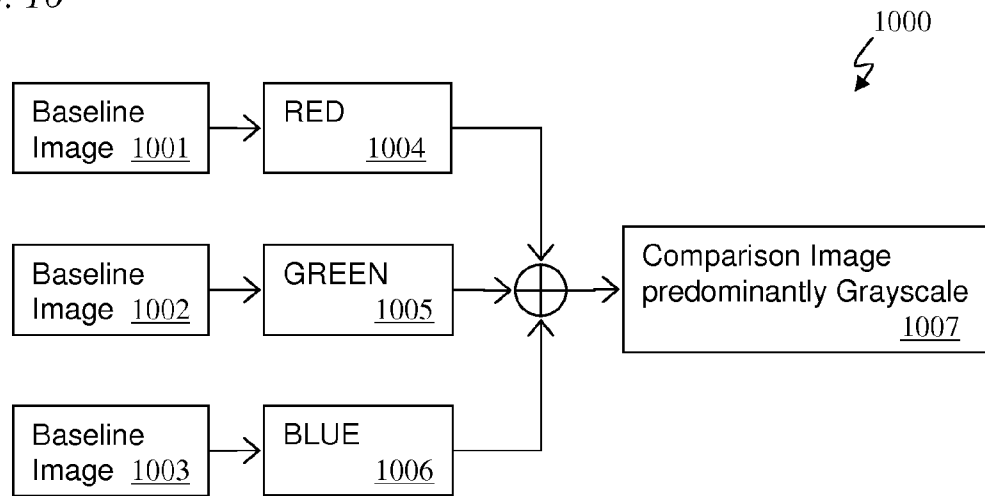 1000
Baseline
Image 1001
RED
1004
Baseline
Image 1002
GREEN
1005
Comparison Image
predominantly Grayscale
1007
Baseline
Image 1003
BLUE
1006